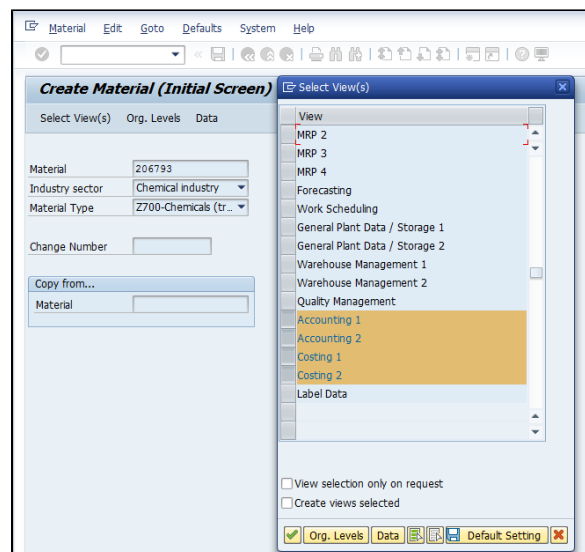 Material Edit Goto Defaults System Help
Create Material (Initial Screen)
Select View(s) Org. Levels Data
Material 206793
Industry sector Chemical industry
Material Type Z700-Chemicals (tr...
Change Number
Copy from...
Material
Select View(s)
View
MRP 2
MRP 3
MRP 4
Forecasting
Work Scheduling
General Plant Data / Storage 1
General Plant Data / Storage 2
Warehouse Management 1
Warehouse Management 2
Quality Management
Accounting 1
Accounting 2
Costing 1
Costing 2
Label Data
View selection only on request
Create views selected
Org. Levels Data Default Setting